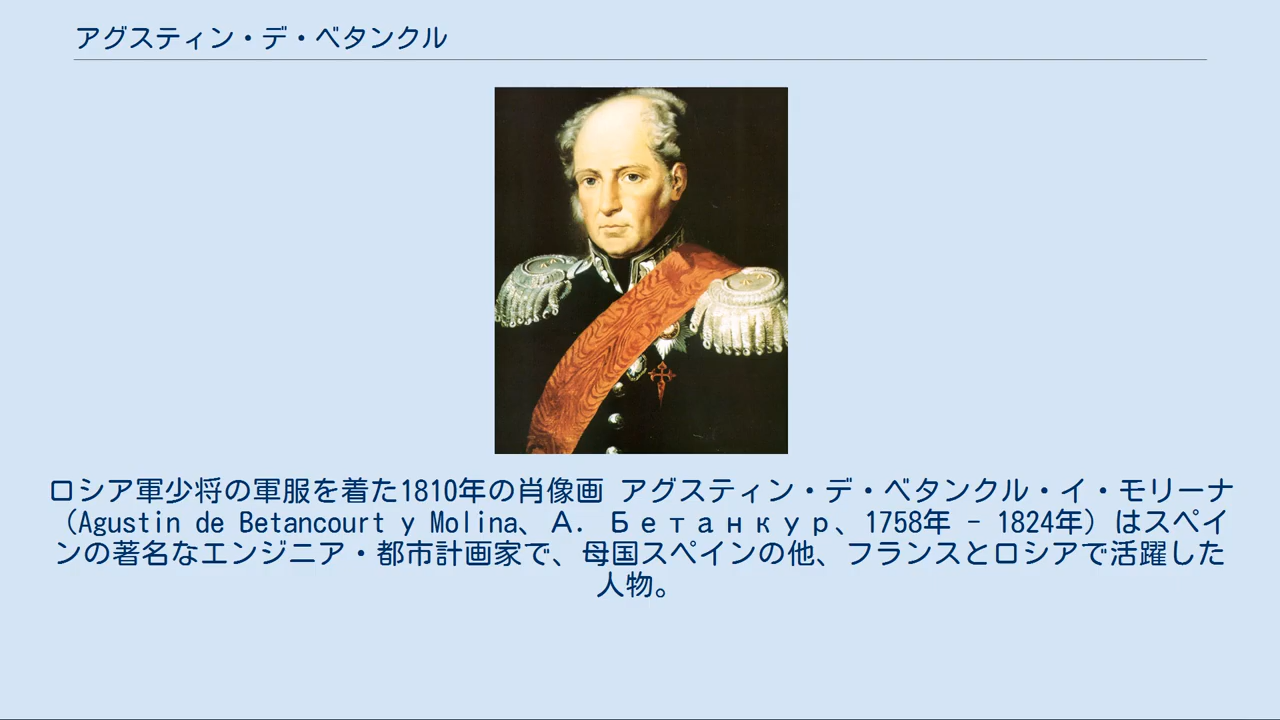 アグスティン・デ・ベタンクル
ロシア軍少将の軍服を着た1810年の肖像画 アグスティン・デ・ベタンクル・イ・モリーナ
（Agustin de Betancourt y Molina、А. Бетанкур、1758年 - 1824年）はスペイ
ンの著名なエンジニア・都市計画家で、母国スペインの他、フランスとロシアで活躍した
人物。